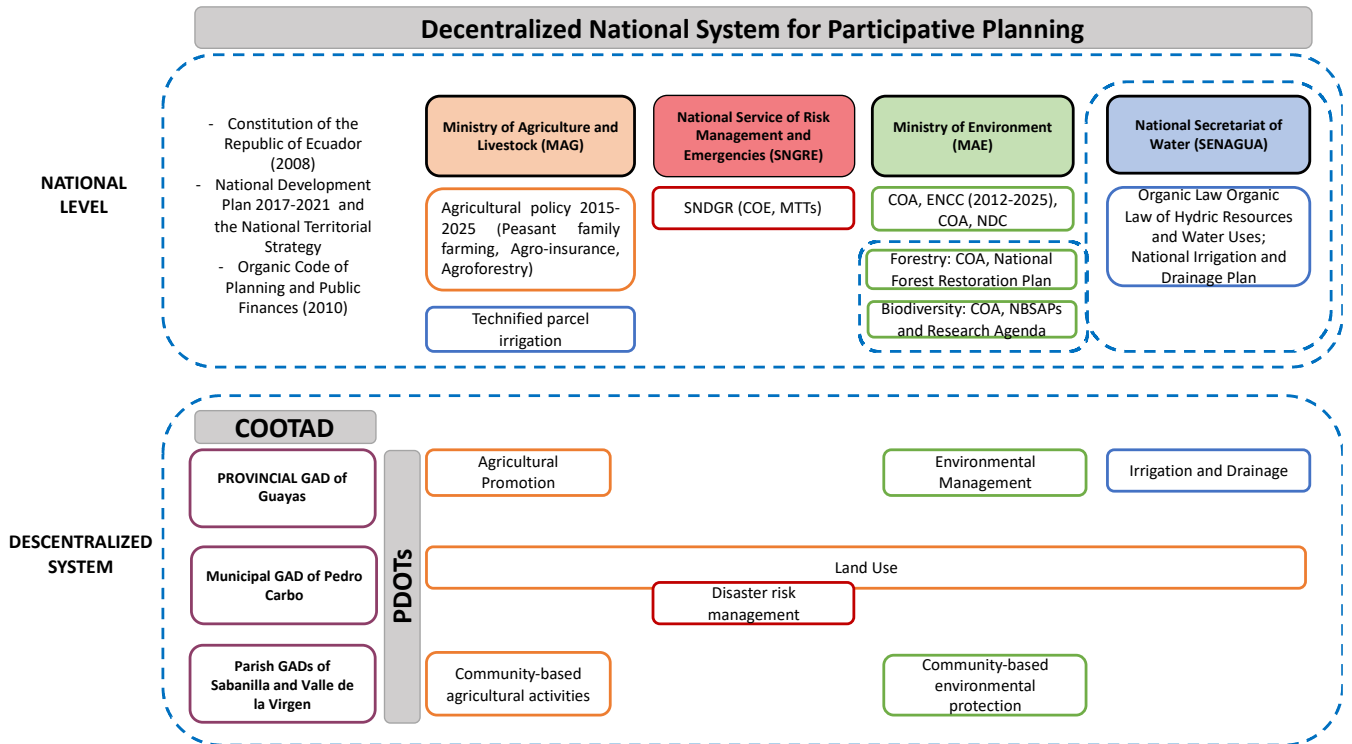 Decentralized National System for Participative Planning
NATIONAL
LEVEL
- Constitution of the
Republic of Ecuador
(2008)
- National Development
Plan 2017-2021 and
the National Territorial
Strategy
- Organic Code of
Planning and Public
Finances (2010)
Ministry of Agriculture and
Livestock (MAG)
Agricultural policy 2015-
2025 (Peasant family
farming, Agro-insurance,
Agroforestry)
Technified parcel
irrigation
National Service of Risk
Management and
Emergencies (SNGRE)
SNDGR (COE, MTTs)
Ministry of Environment
(MAE)
COA, ENCC (2012-2025),
COA, NDC
Forestry: COA, National
Forest Restoration Plan
Biodiversity: COA, NBSAPs
and Research Agenda
National Secretariat of
Water (SENAGUA)
Organic Law Organic
Law of Hydric Resources
and Water Uses;
National Irrigation and
Drainage Plan
DESCENTRALIZED
SYSTEM
COOTAD
PDOTs
PROVINCIAL GAD of
Guayas
Agricultural
Promotion
Environmental
Management
Irrigation and Drainage
Municipal GAD of Pedro
Carbo
Land Use
Disaster risk
management
Parish GADs of
Sabanilla and Valle de
la Virgen
Community-based
agricultural activities
Community-based
environmental
protection